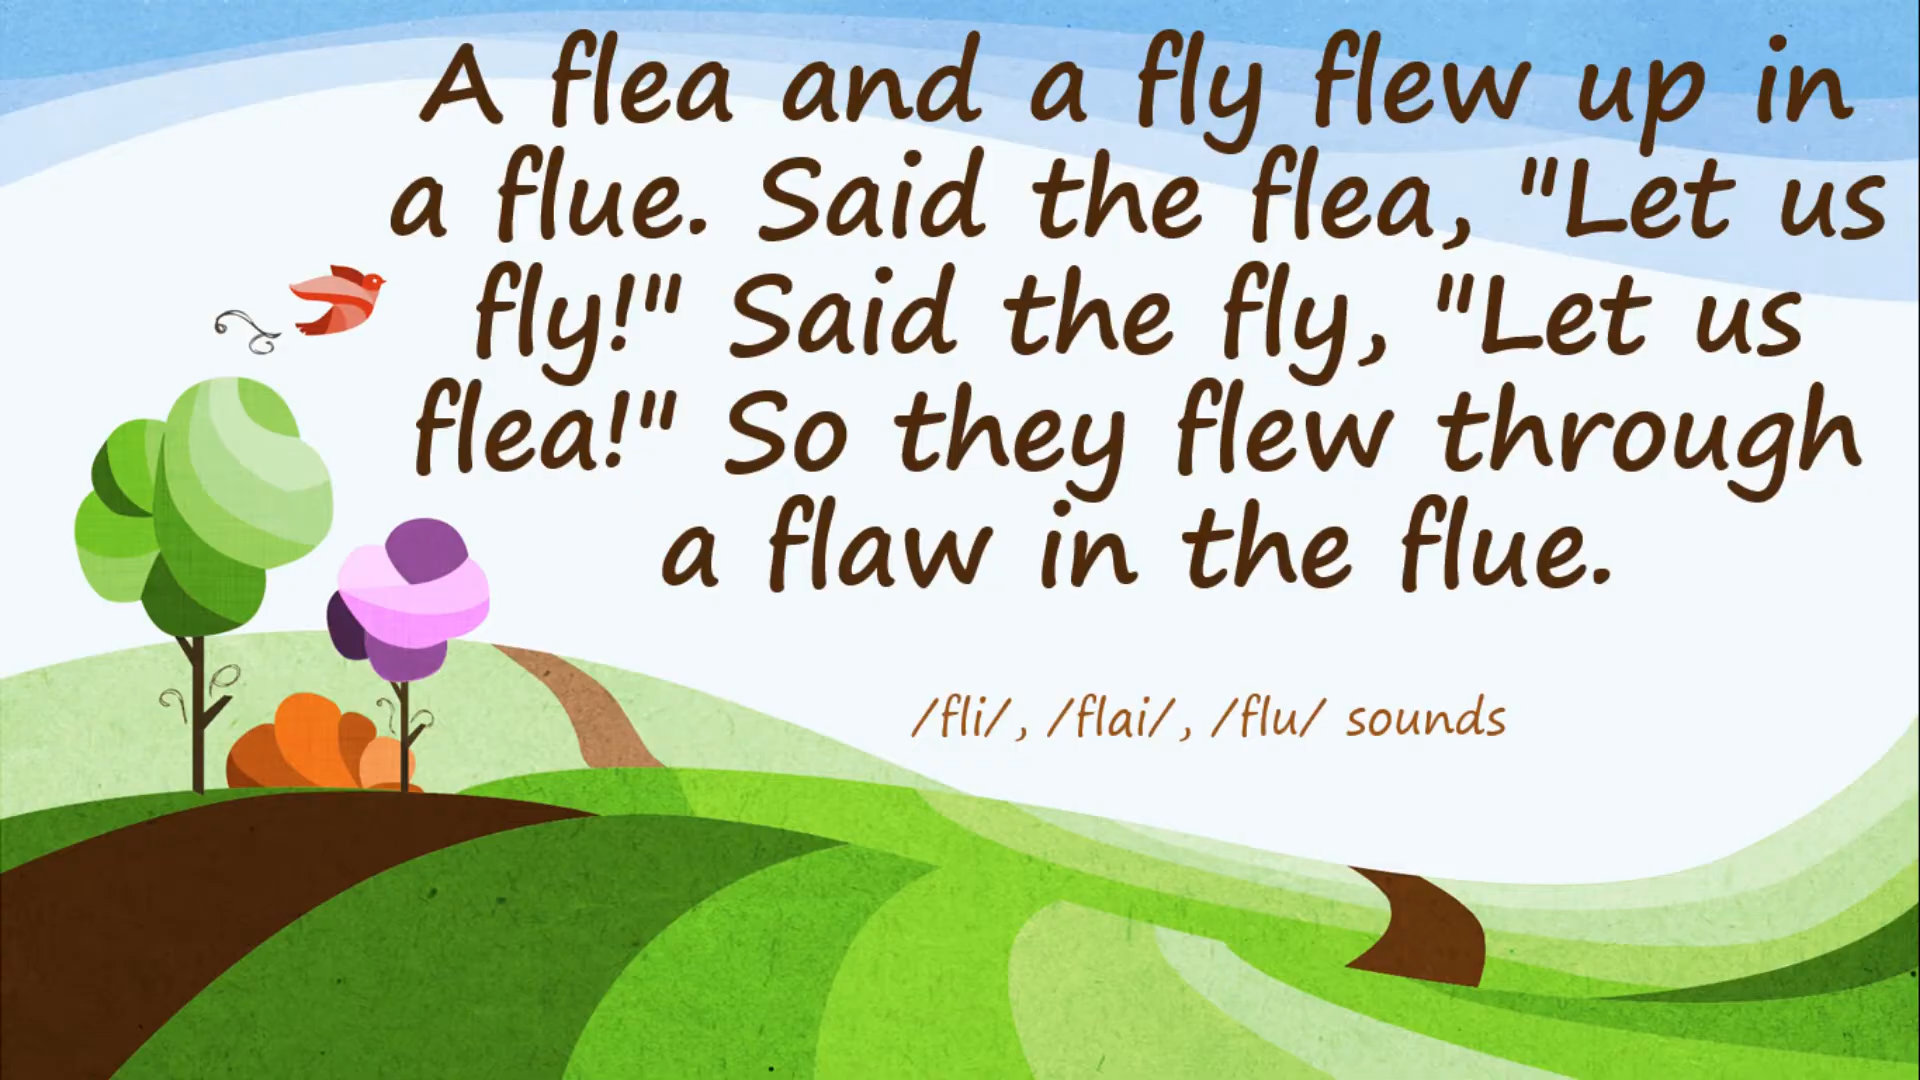 A flea and a fly flew up in
a flue. Said the flea, "Let us
fly!" Said the fly, "Let us
flea!" So they flew through
a flaw in the flue.
/fli/, /flai/, /flu/ sounds